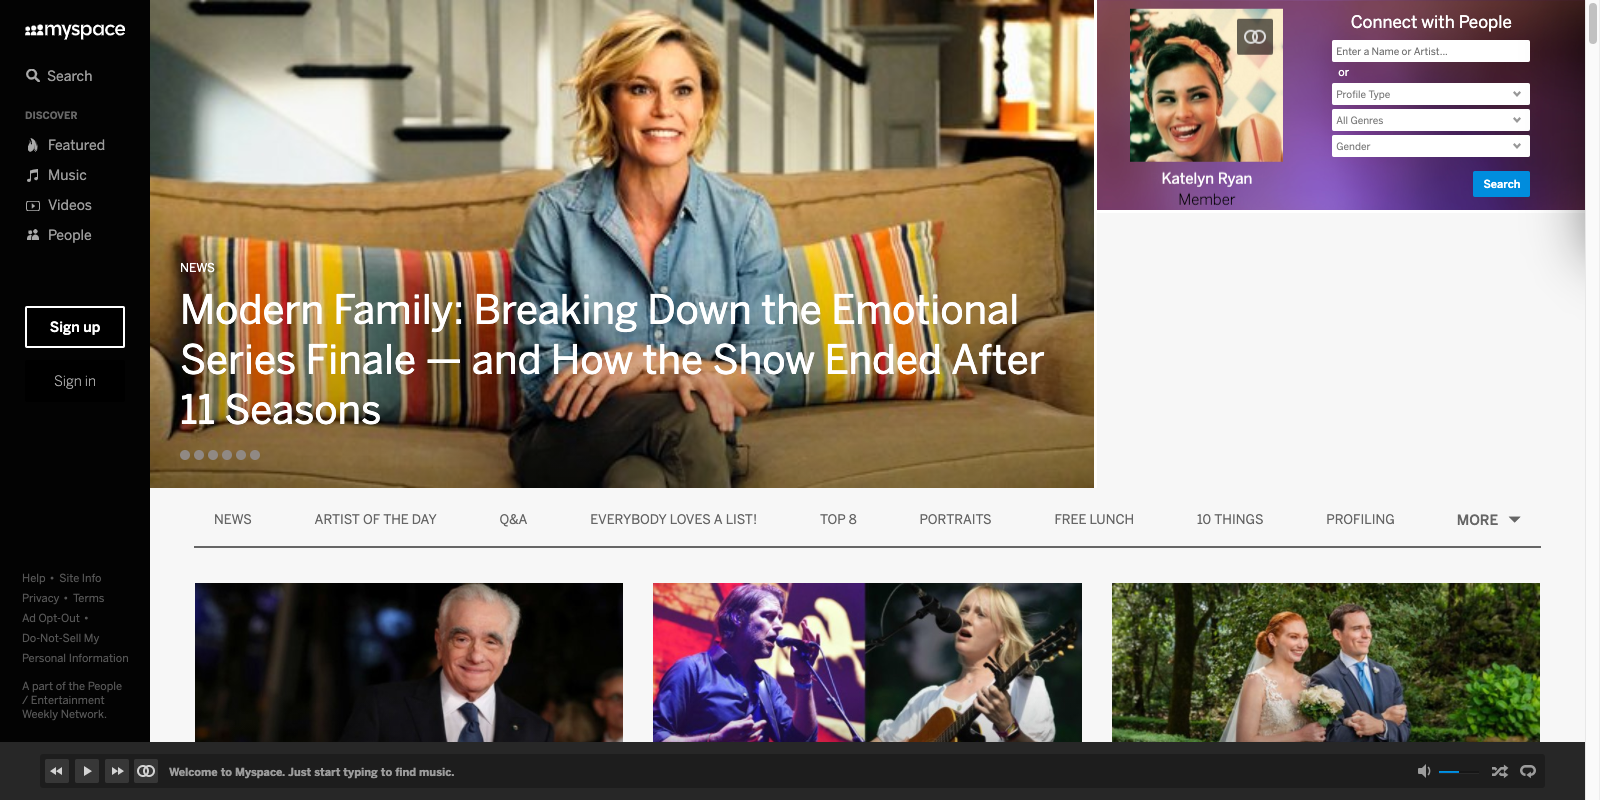 myspace
Search
DISCOVER
Featured
Music
Videos
People
Sign up
Sign in
Help • Site Info
Privacy • Terms
Ad Opt-Out •
Do-Not-Sell My
Personal Information
A part of the People
/ Entertainment
Weekly Network.
NEWS
Modern Family: Breaking Down the Emotional
Series Finale — and How the Show Ended After
11 Seasons
Katelyn Ryan
Member
Connect with People
Enter a Name or Artist...
or
Profile Type
All Genres
Gender
Search
NEWS ARTIST OF THE DAY Q&A EVERYBODY LOVES A LIST! TOP 8 PORTRAITS FREE LUNCH 10 THINGS PROFILING MORE
Welcome to Myspace. Just start typing to find music.